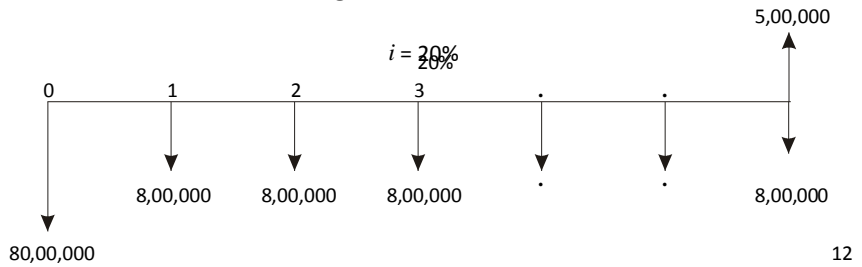 5,00,000
i = 20%
20%
0 1 2 3 . .
8,00,000 8,00,000 8,00,000 . . 8,00,000
80,00,000 12